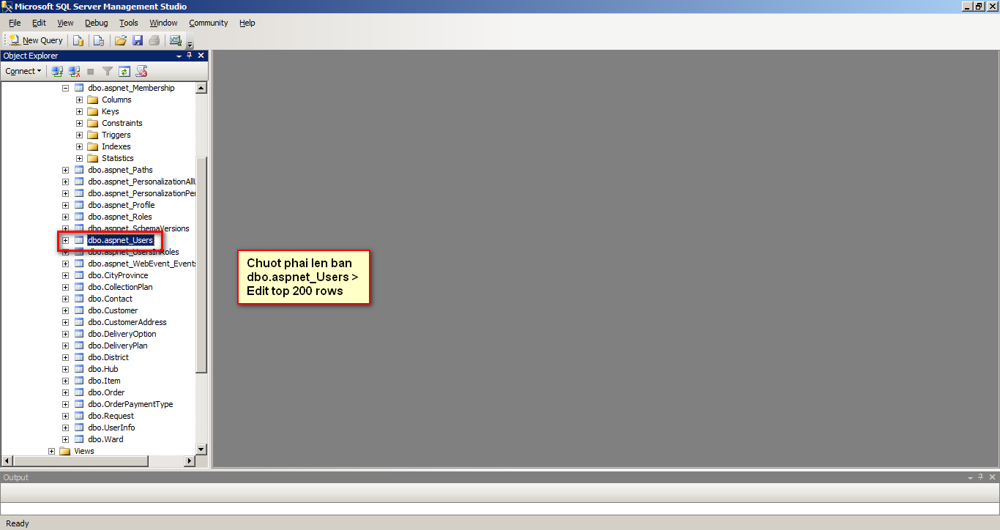 Microsoft SQL Server Management Studio
File Edit View Debug Tools Window Community Help
New Query
Object Explorer
Connect
dbo.aspnet_Membership
Columns
Keys
Constraints
Triggers
Indexes
Statistics
dbo.aspnet_Paths
dbo.aspnet_PersonalizationAllU
dbo.aspnet_PersonalizationPer
dbo.aspnet_Profile
dbo.aspnet_Roles
dbo.aspnet_SchemaVersions
dbo.aspnet_Users
dbo.aspnet_UsersInRoles
dbo.aspnet_WebEvent_Events
dbo.CityProvince
dbo.CollectionPlan
dbo.Contact
dbo.Customer
dbo.CustomerAddress
dbo.DeliveryOption
dbo.DeliveryPlan
dbo.District
dbo.Hub
dbo.Item
dbo.Order
dbo.OrderPaymentType
dbo.Request
dbo.UserInfo
dbo.Ward
Views
Chuot phai len ban
dbo.aspnet_Users >
Edit top 200 rows
Output
Ready